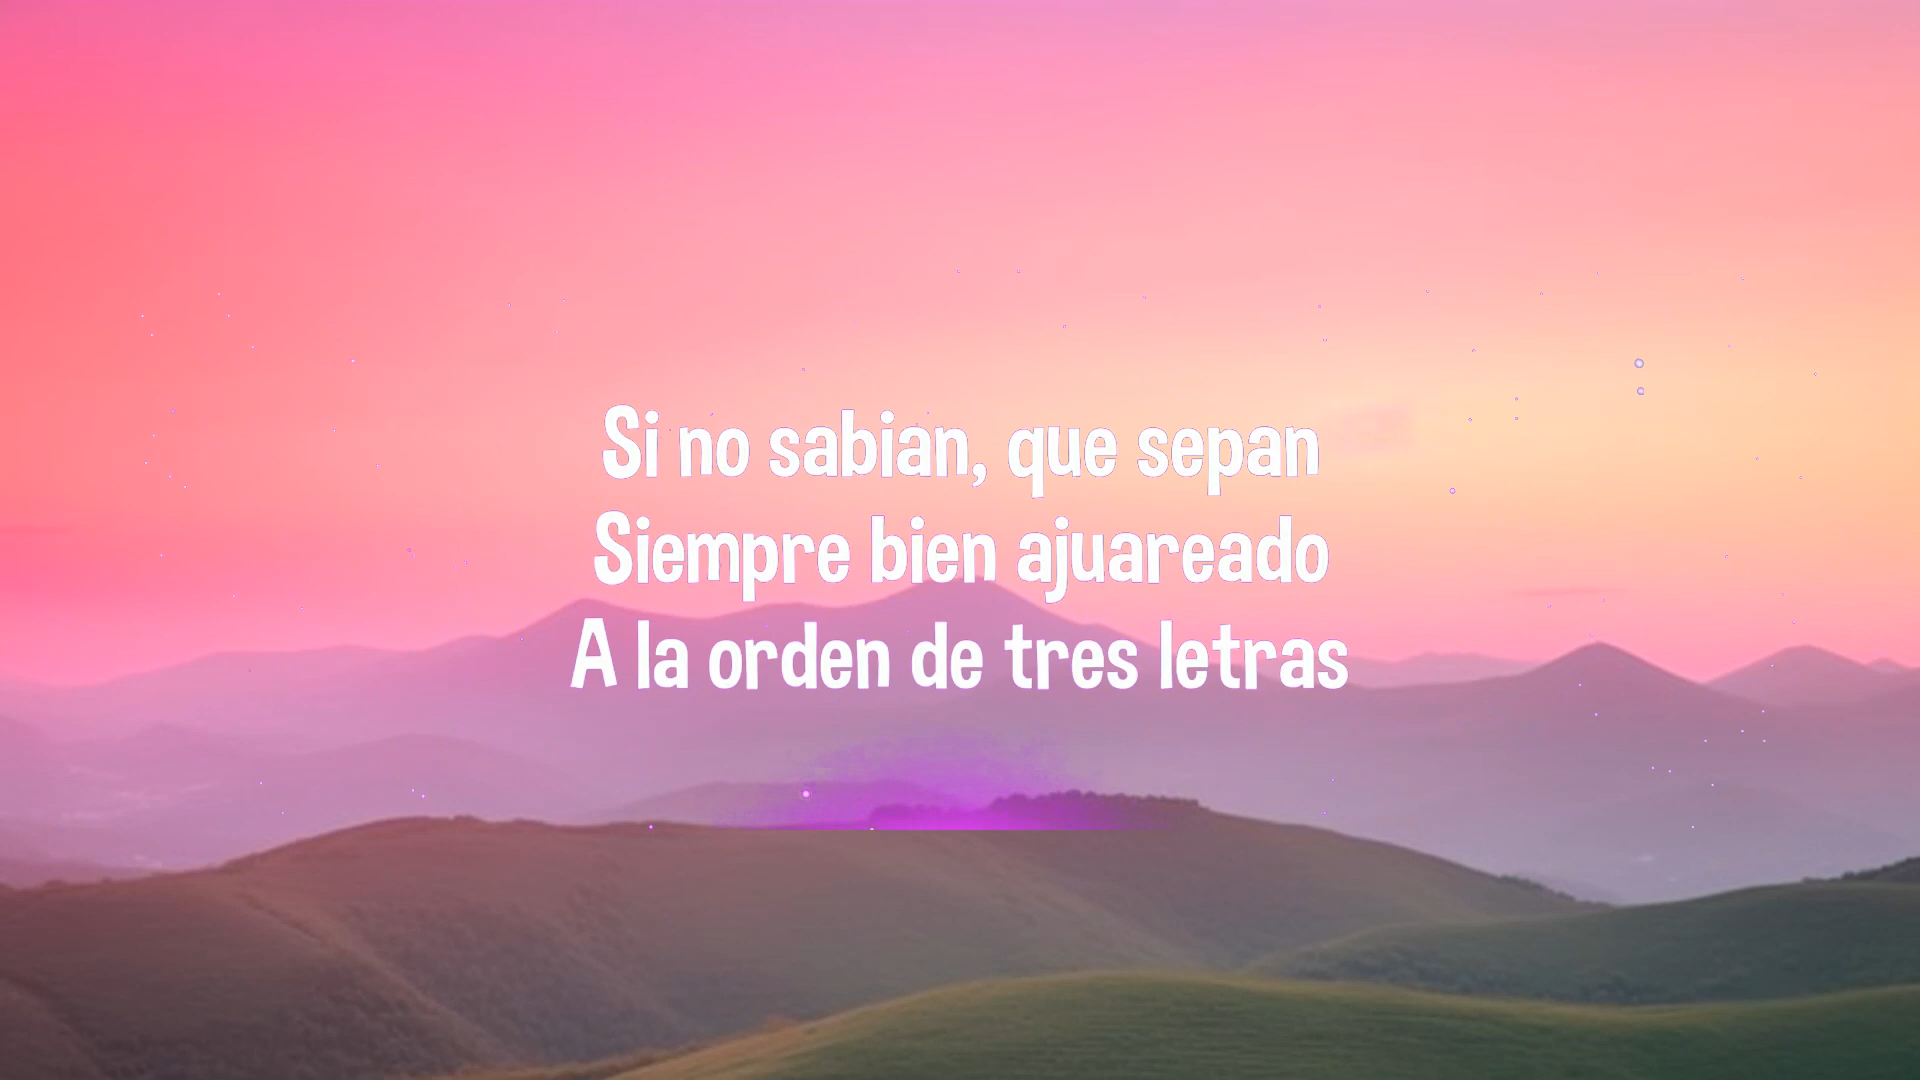 Si no sabian, que sepan
Siempre bien ajuareado
A la orden de tres letras